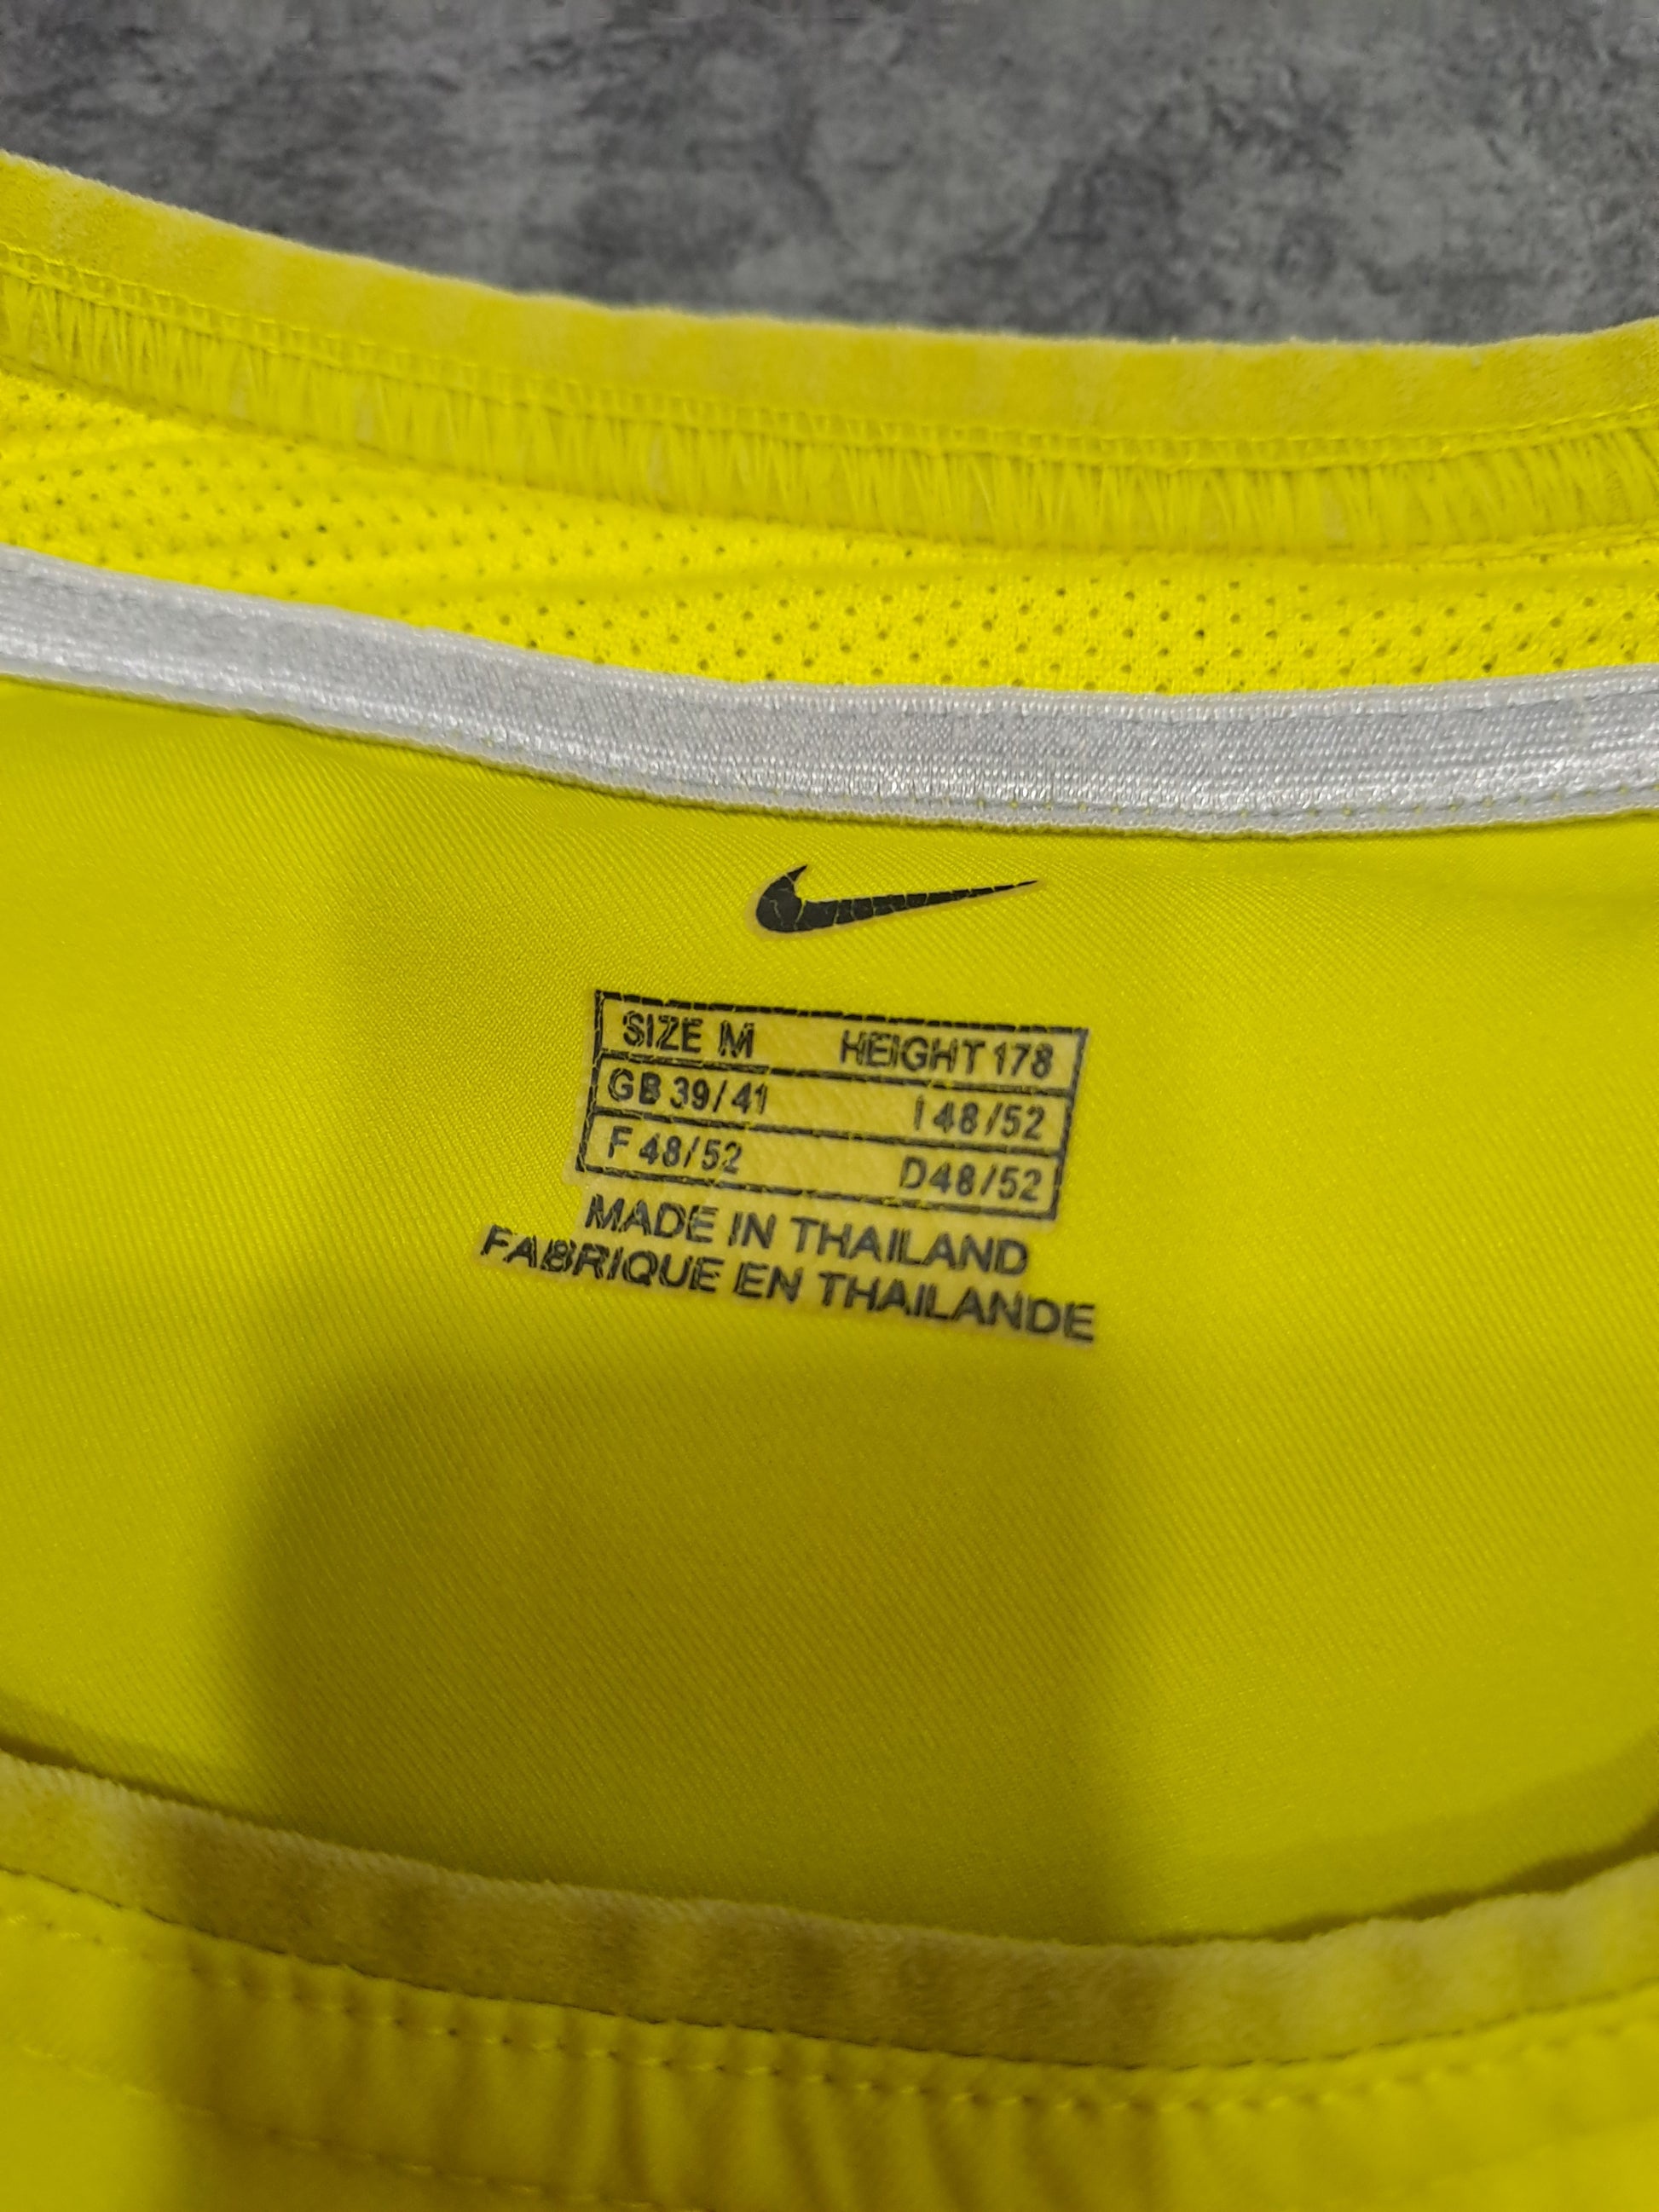 SIZE M HEIGHT 178
GB 39/41 I 48/52
F 48/52 D48/52
MADE IN THAILAND
FABRIQUE EN THAILANDE